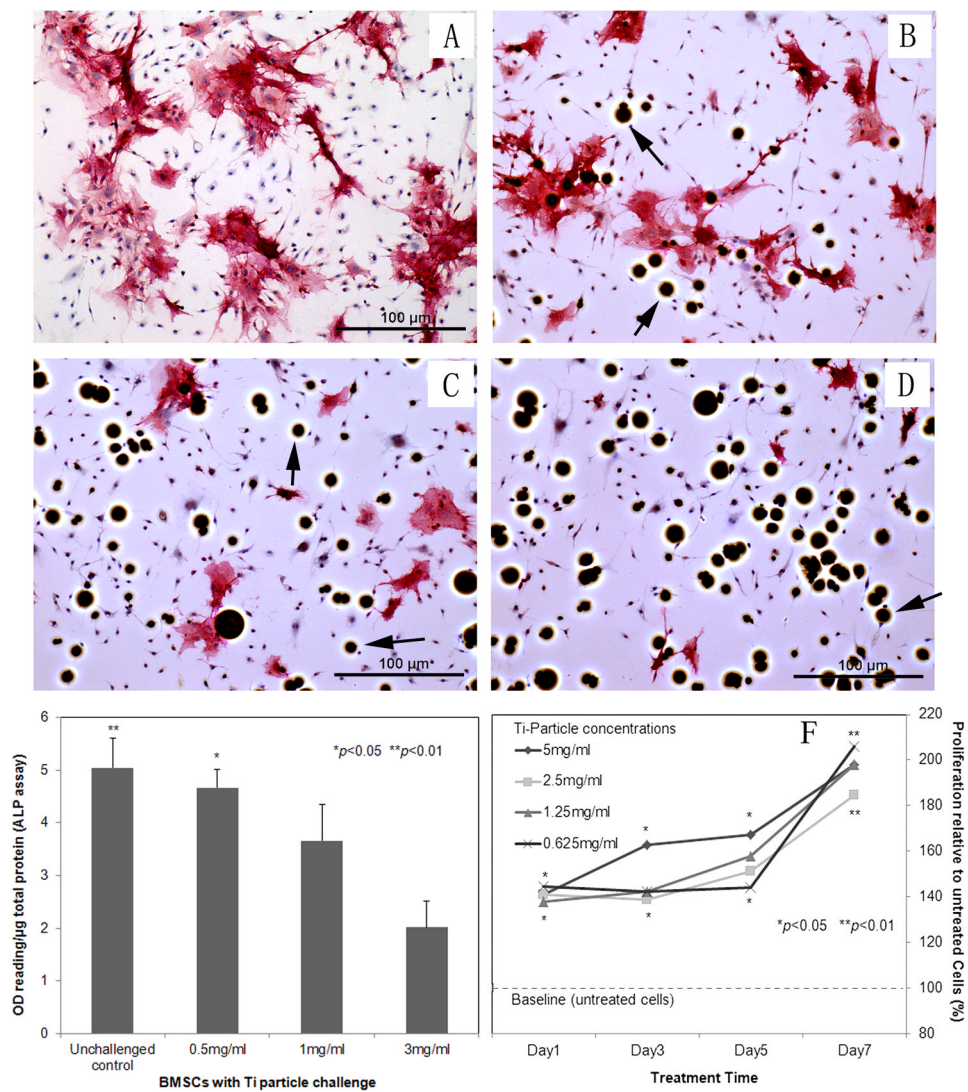 A
100 µm
B
C
100 µm
D
100 µm
OD reading/µg total protein (ALP assay)
6
5
4
3
2
1
0
**
*
*p<0.05 **p<0.01
Unchallenged
control
0.5mg/ml
1mg/ml
3mg/ml
BMSCs with Ti particle challenge
F
Ti-Particle concentrations
5mg/ml
2.5mg/ml
1.25mg/ml
0.625mg/ml
*
*
*
*
*
*
**
**
*p<0.05 **p<0.01
Baseline (untreated cells)
220
200
180
160
140
120
100
80
Proliferation relative to
untreated Cells (%)
Day1
Day3
Day5
Day7
Treatment Time